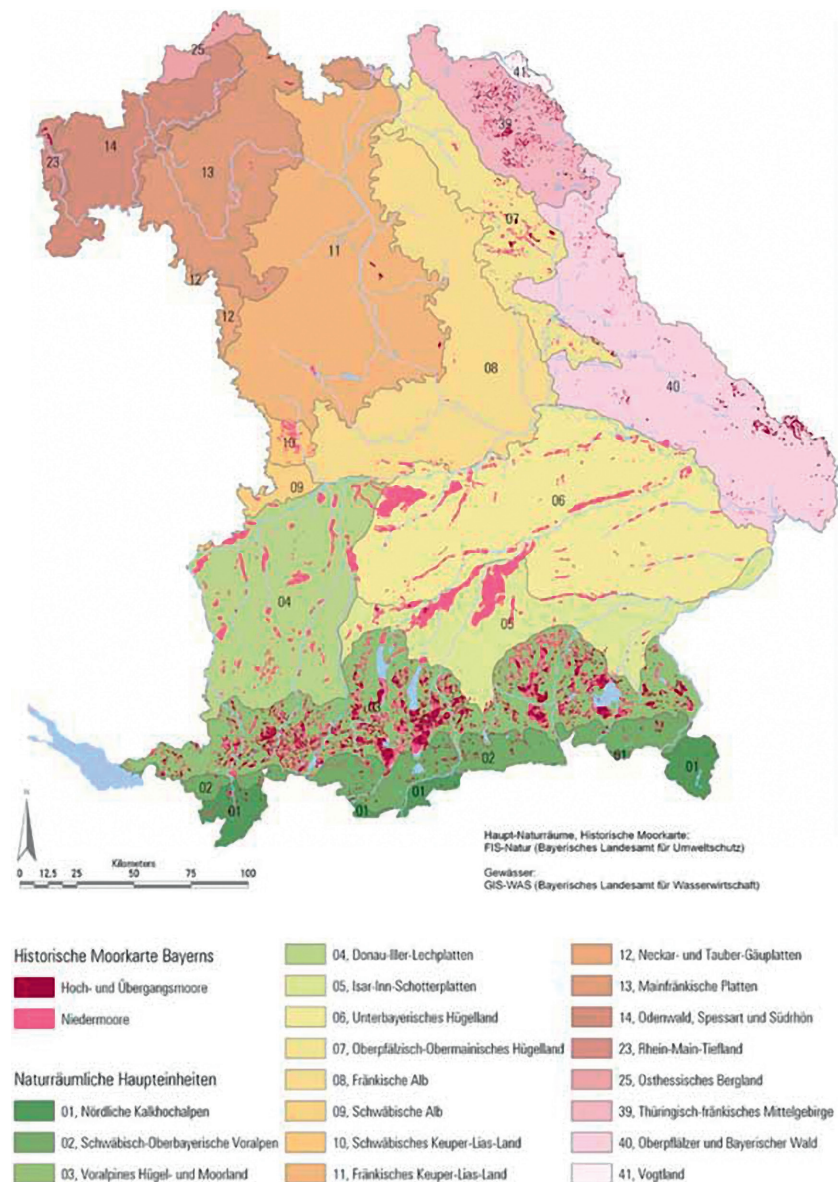 25
41
39
23
14
13
07
11
12
12
08
40
10
09
06
04
05
03
02
02
01
01
01
01
01
N
Haupt-Naturräume, Historische Moorkarte:
FIS-Natur (Bayerisches Landesamt für Umweltschutz)
Gewässer:
GIS-WAS (Bayerisches Landesamt für Wasserwirtschaft)
Kilometers
0 12,5 25 50 75 100
Historische Moorkarte Bayerns
Hoch- und Übergangsmoore
Niedermoore
Naturräumliche Haupteinheiten
01, Nördliche Kalkhochalpen
02, Schwäbisch-Oberbayerische Voralpen
03, Voralpines Hügel- und Moorland
04, Donau-Iller-Lechplatten
05, Isar-Inn-Schotterplatten
06, Unterbayerisches Hügelland
07, Oberpfälzisch-Obermainisches Hügelland
08, Fränkische Alb
09, Schwäbische Alb
10, Schwäbisches Keuper-Lias-Land
11, Fränkisches Keuper-Lias-Land
12, Neckar- und Tauber-Gäuplatten
13, Mainfränkische Platten
14, Odenwald, Spessart und Südrhön
23, Rhein-Main-Tiefland
25, Osthessisches Bergland
39, Thüringisch-fränkisches Mittelgebirge
40, Oberpflälzer und Bayerischer Wald
41, Vogtland